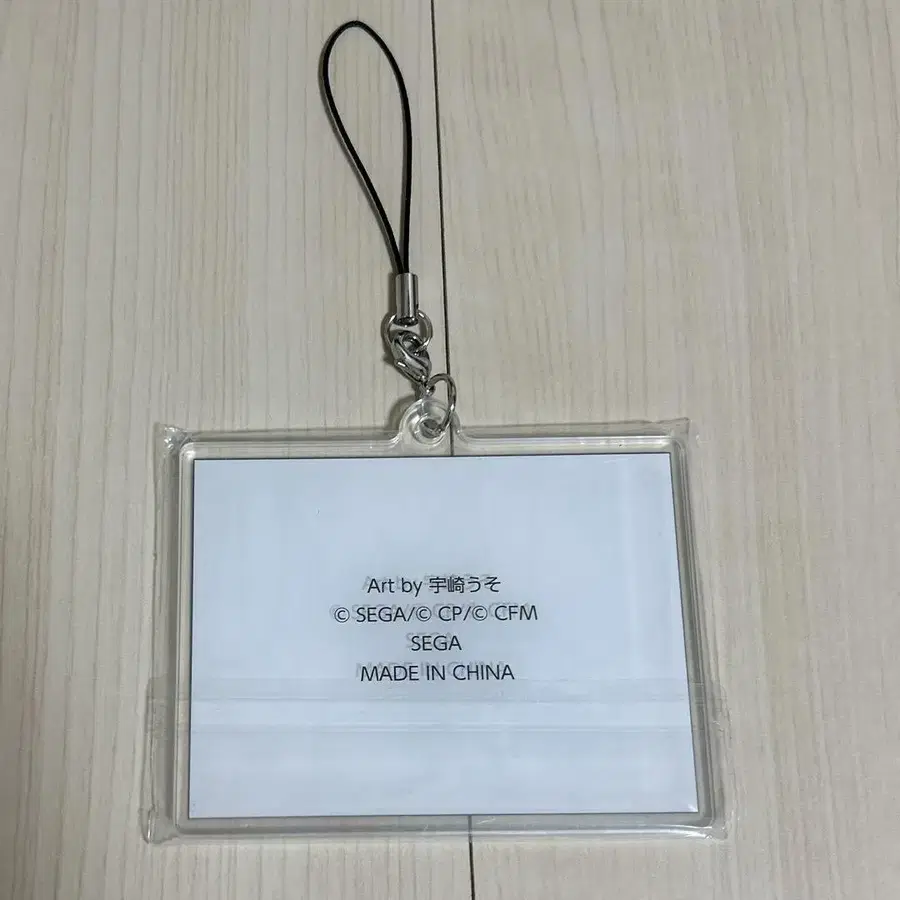 Art by 宇崎うそ
© SEGA/© CP/© CFM
SEGA
MADE IN CHINA